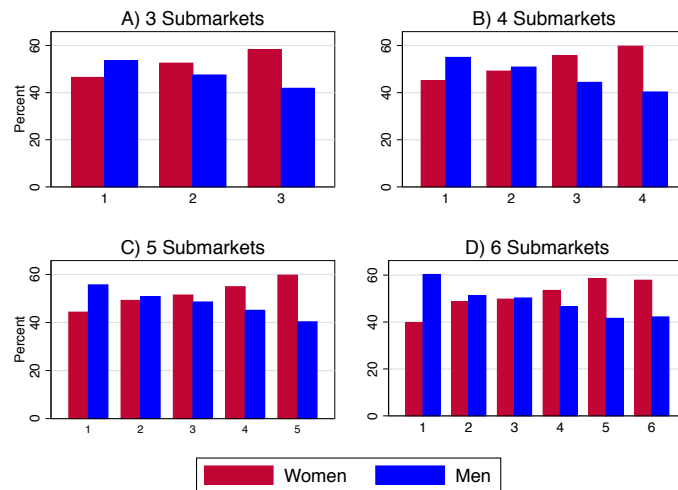 A) 3 Submarkets
Percent
0
20
40
60
1 2 3
B) 4 Submarkets
0
20
40
60
1 2 3 4
C) 5 Submarkets
Percent
0
20
40
60
1 2 3 4 5
D) 6 Submarkets
0
20
40
60
1 2 3 4 5 6
Women Men